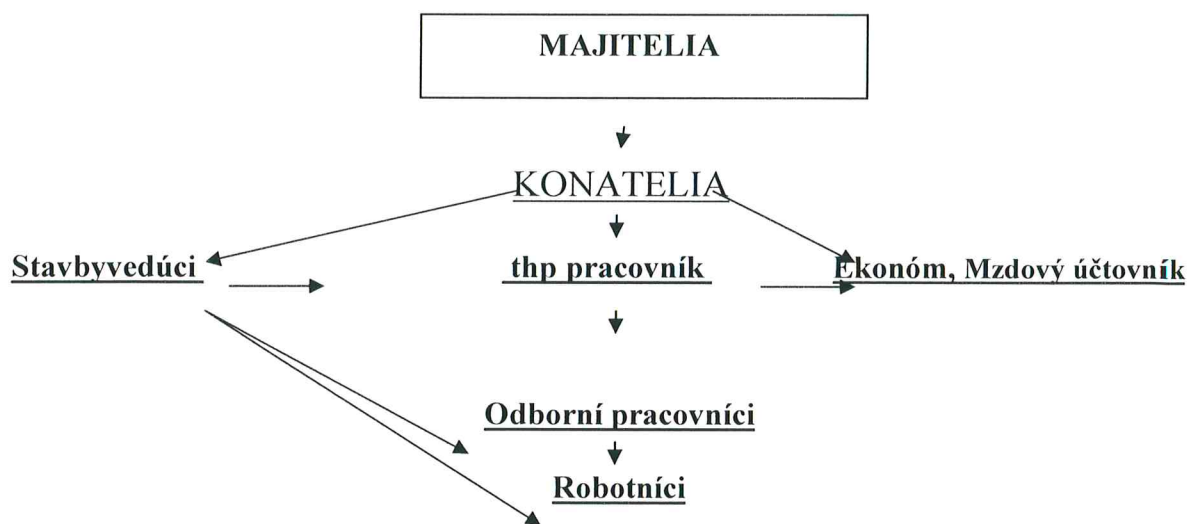 MAJITELIA
KONATELIA
Stavbyvedúci
thp pracovník
Ekonóm, Mzdový účtovník
Odborní pracovníci
Robotníci